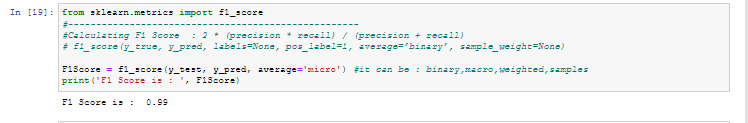 In [19]: from sklearn.metrics import f1_score
#----------------------------------------------------
#Calculating F1 Score : 2 * (precision * recall) / (precision + recall)
# f1_score(y_true, y_pred, labels=None, pos_label=1, average='binary', sample_weight=None)
F1Score = f1_score(y_test, y_pred, average='micro') #it can be : binary,macro,weighted,samples
print('F1 Score is : ', F1Score)
F1 Score is :  0.99